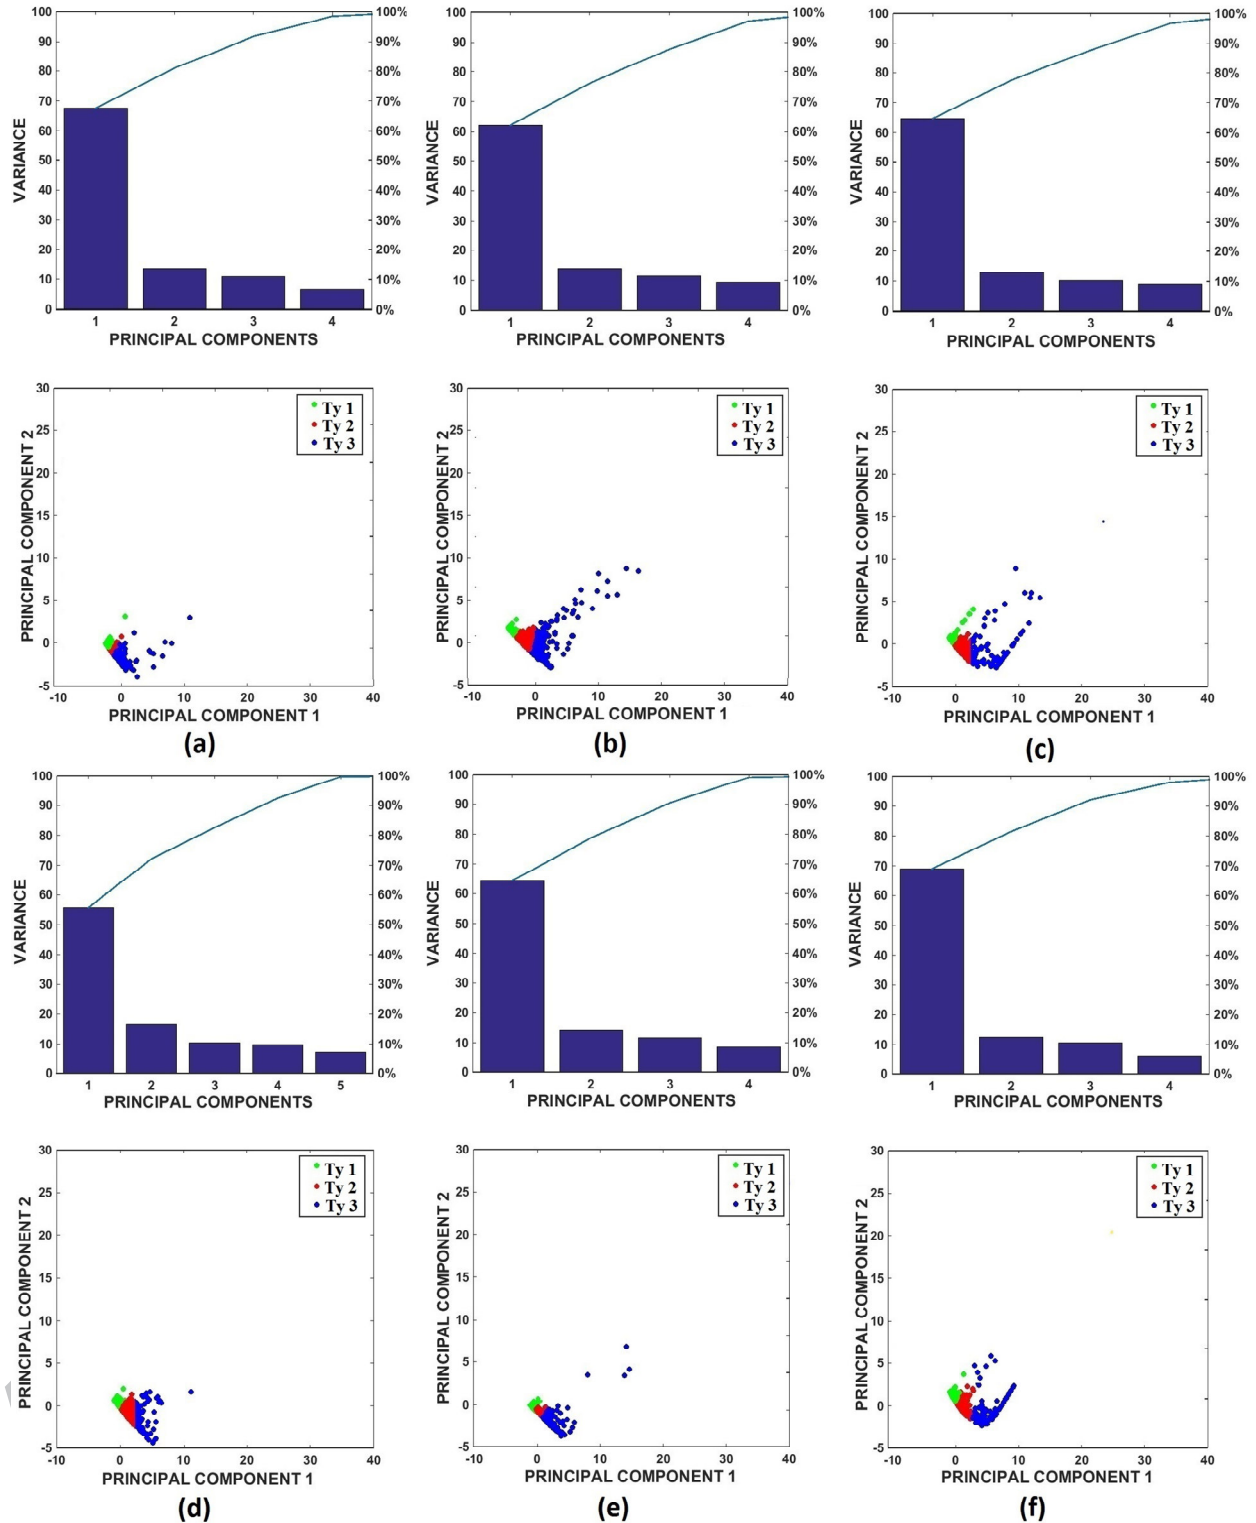 100 90 80 70 60 50 40 30 20 10 0
VARIANCE
100% 90% 80% 70% 60% 50% 40% 30% 20% 10% 0%
1 2 3 4
PRINCIPAL COMPONENTS
100 90 80 70 60 50 40 30 20 10 0
VARIANCE
100% 90% 80% 70% 60% 50% 40% 30% 20% 10% 0%
1 2 3 4
PRINCIPAL COMPONENTS
100 90 80 70 60 50 40 30 20 10 0
VARIANCE
100% 90% 80% 70% 60% 50% 40% 30% 20% 10% 0%
1 2 3 4
PRINCIPAL COMPONENTS
30 25 20 15 10 5 0 -5
PRINCIPAL COMPONENT 2
Ty 1
Ty 2
Ty 3
-10 0 10 20 30 40
PRINCIPAL COMPONENT 1
(a)
30 25 20 15 10 5 0 -5
PRINCIPAL COMPONENT 2
Ty 1
Ty 2
Ty 3
-10 0 10 20 30 40
PRINCIPAL COMPONENT 1
(b)
30 25 20 15 10 5 0 -5
PRINCIPAL COMPONENT 2
Ty 1
Ty 2
Ty 3
-10 0 10 20 30 40
PRINCIPAL COMPONENT 1
(c)
100 90 80 70 60 50 40 30 20 10 0
VARIANCE
100% 90% 80% 70% 60% 50% 40% 30% 20% 10% 0%
1 2 3 4 5
PRINCIPAL COMPONENTS
100 90 80 70 60 50 40 30 20 10 0
VARIANCE
100% 90% 80% 70% 60% 50% 40% 30% 20% 10% 0%
1 2 3 4
PRINCIPAL COMPONENTS
100 90 80 70 60 50 40 30 20 10 0
VARIANCE
100% 90% 80% 70% 60% 50% 40% 30% 20% 10% 0%
1 2 3 4
PRINCIPAL COMPONENTS
30 25 20 15 10 5 0 -5
PRINCIPAL COMPONENT 2
Ty 1
Ty 2
Ty 3
-10 0 10 20 30 40
PRINCIPAL COMPONENT 1
(d)
30 25 20 15 10 5 0 -5
PRINCIPAL COMPONENT 2
Ty 1
Ty 2
Ty 3
-10 0 10 20 30 40
PRINCIPAL COMPONENT 1
(e)
30 25 20 15 10 5 0 -5
PRINCIPAL COMPONENT 2
Ty 1
Ty 2
Ty 3
-10 0 10 20 30 40
PRINCIPAL COMPONENT 1
(f)